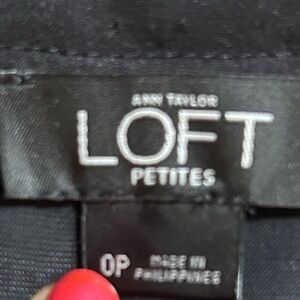 ANN TAYLOR
LOFT
PETITES
0P MADE IN
PHILIPPINES